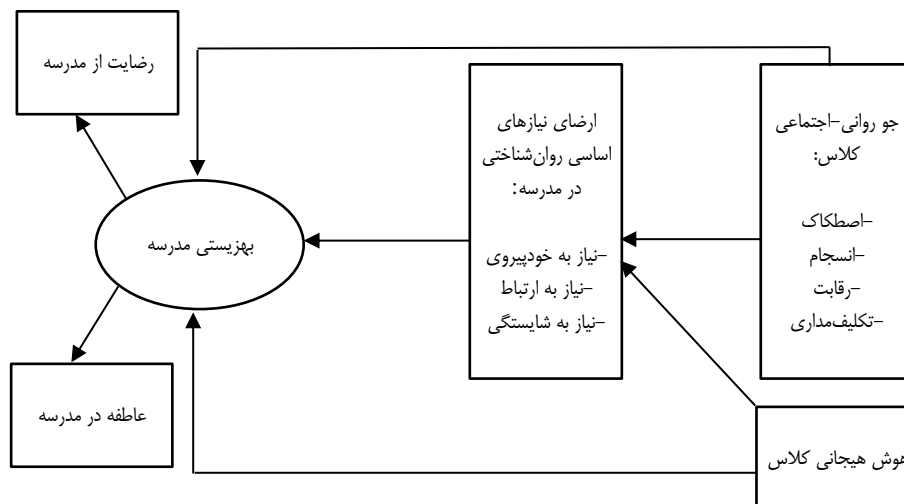 رضایت از مدرسه
جو روانی-اجتماعی
کلاس:
-اصطکاک
-انسجام
-رقابت
-تکلیف‌مداری
ارضای نیازهای
اساسی روان‌شناختی
در مدرسه:
-نیاز به خودپیروی
-نیاز به ارتباط
-نیاز به شایستگی
بهزیستی مدرسه
عاطفه در مدرسه
هوش هیجانی کلاس